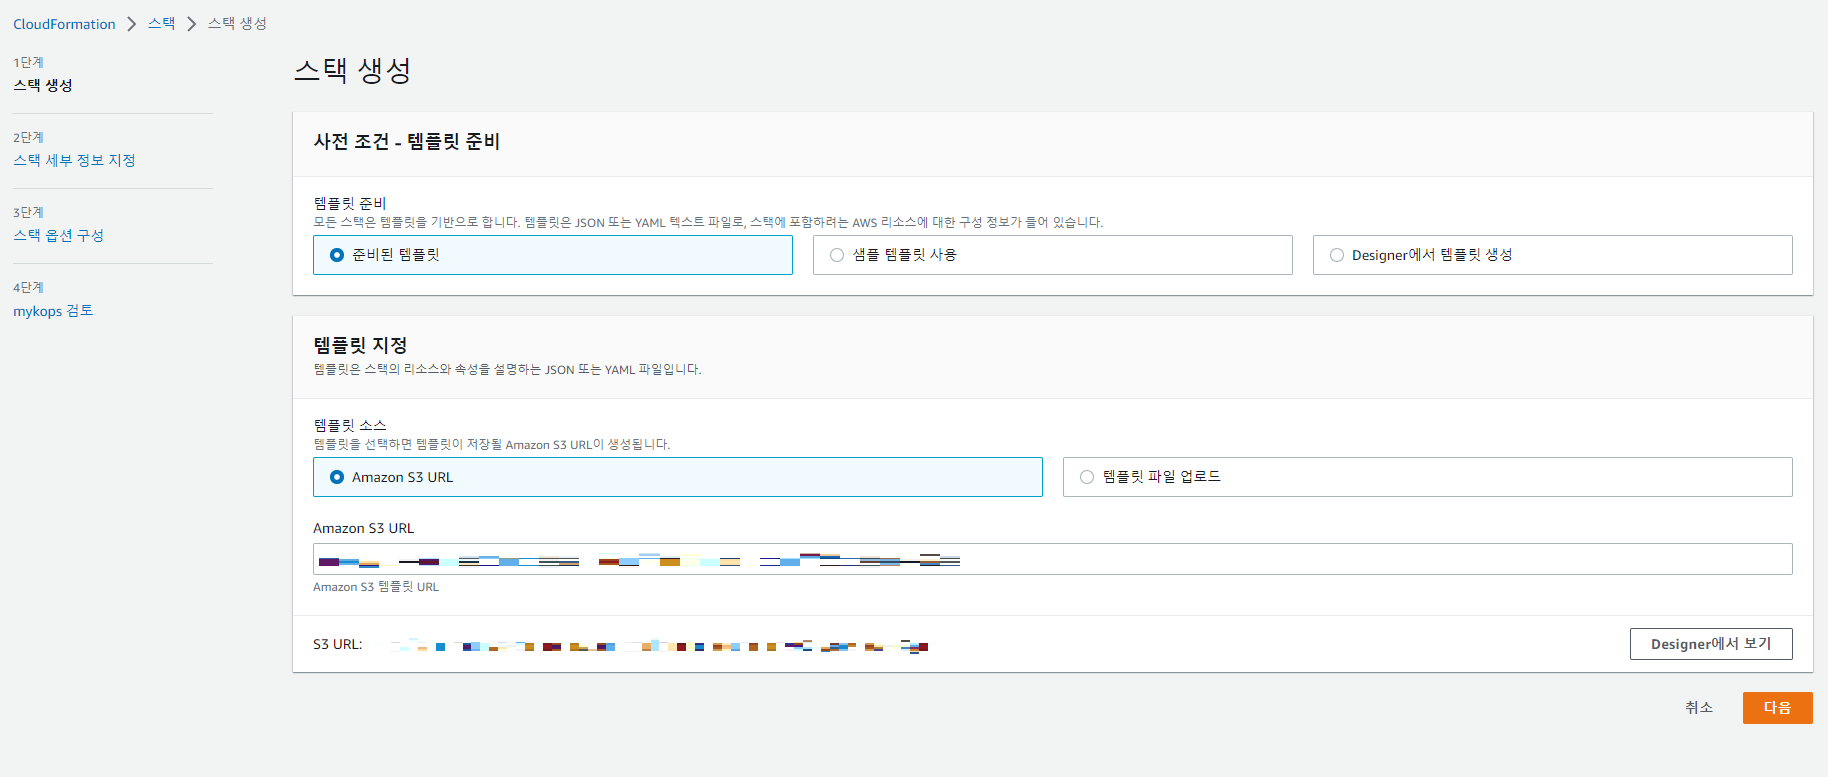 CloudFormation > 스택 > 스택 생성
1단계
스택 생성
2단계
스택 세부 정보 지정
3단계
스택 옵션 구성
4단계
mykops 검토
스택 생성
사전 조건 - 템플릿 준비
템플릿 준비
모든 스택은 템플릿을 기반으로 합니다. 템플릿은 JSON 또는 YAML 텍스트 파일로, 스택에 포함하려는 AWS 리소스에 대한 구성 정보가 들어 있습니다.
준비된 템플릿
샘플 템플릿 사용
Designer에서 템플릿 생성
템플릿 지정
템플릿은 스택의 리소스와 속성을 설명하는 JSON 또는 YAML 파일입니다.
템플릿 소스
템플릿을 선택하면 템플릿이 저장될 Amazon S3 URL이 생성됩니다.
Amazon S3 URL
템플릿 파일 업로드
Amazon S3 URL
Amazon S3 템플릿 URL
S3 URL:
Designer에서 보기
취소
다음